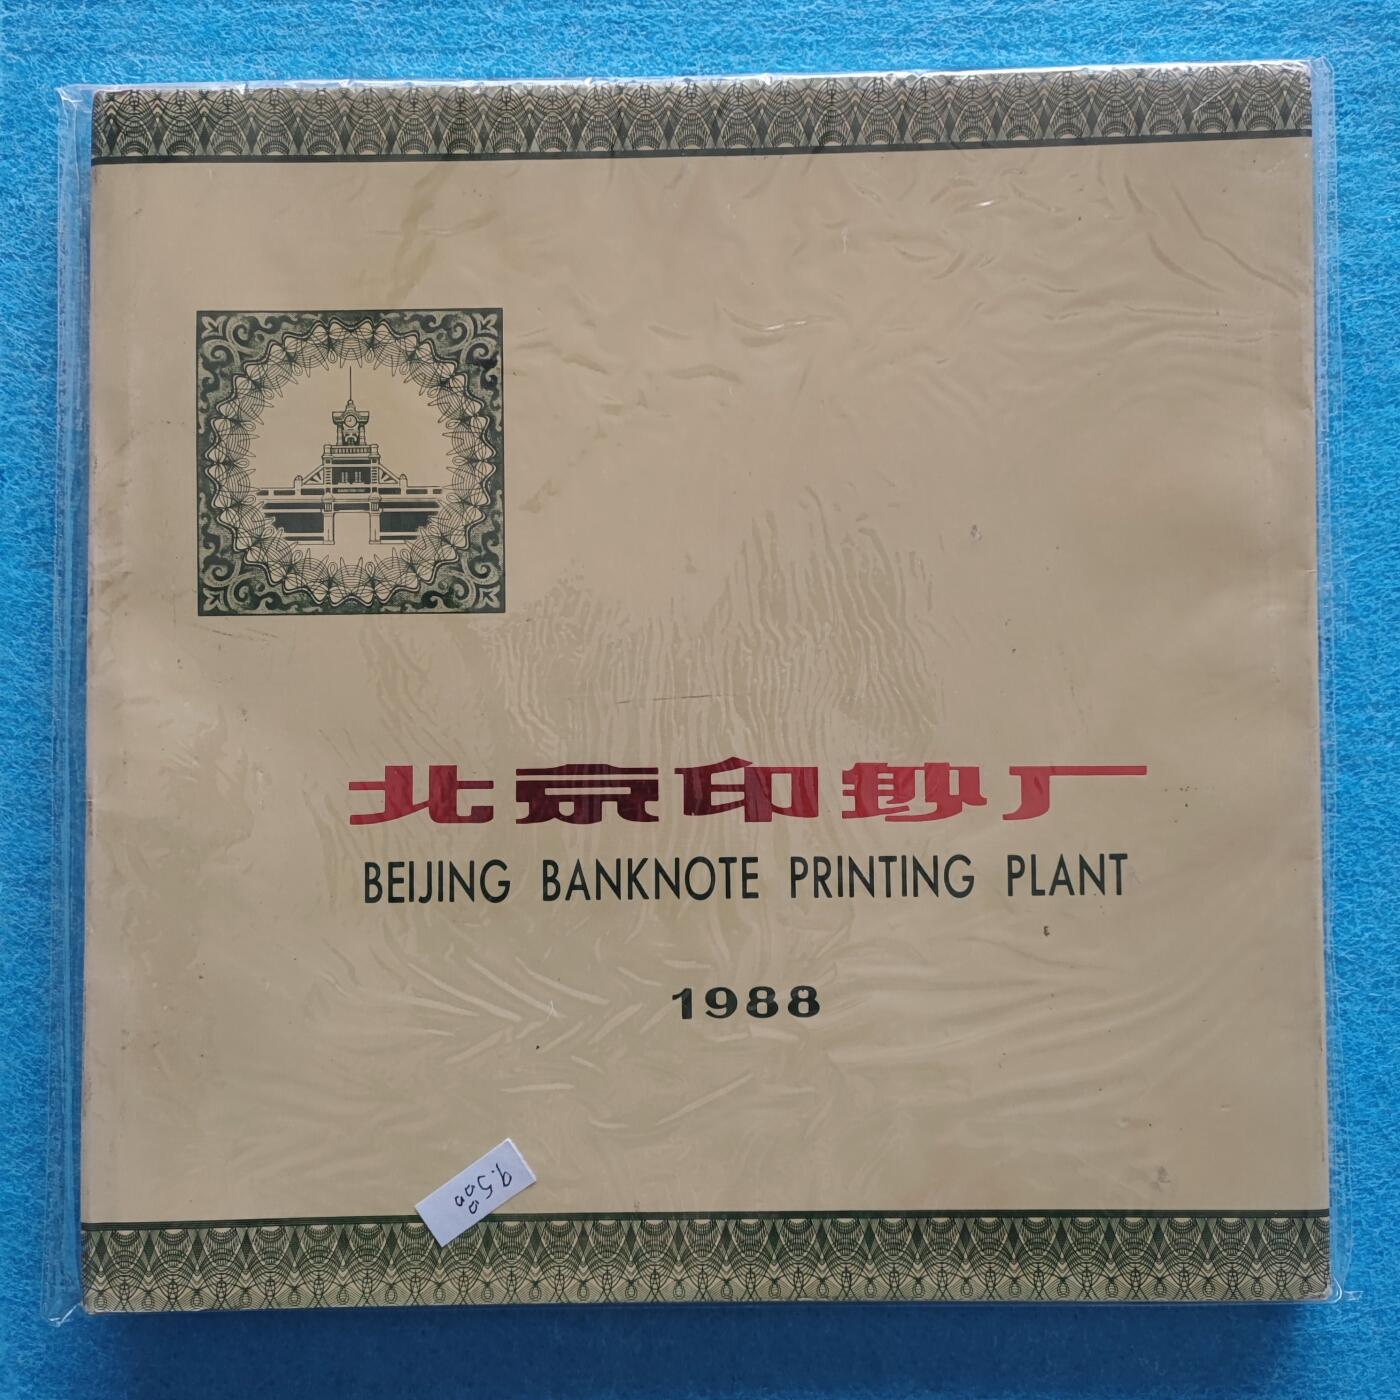 北京印钞厂
BEIJING BANKNOTE PRINTING PLANT
1988